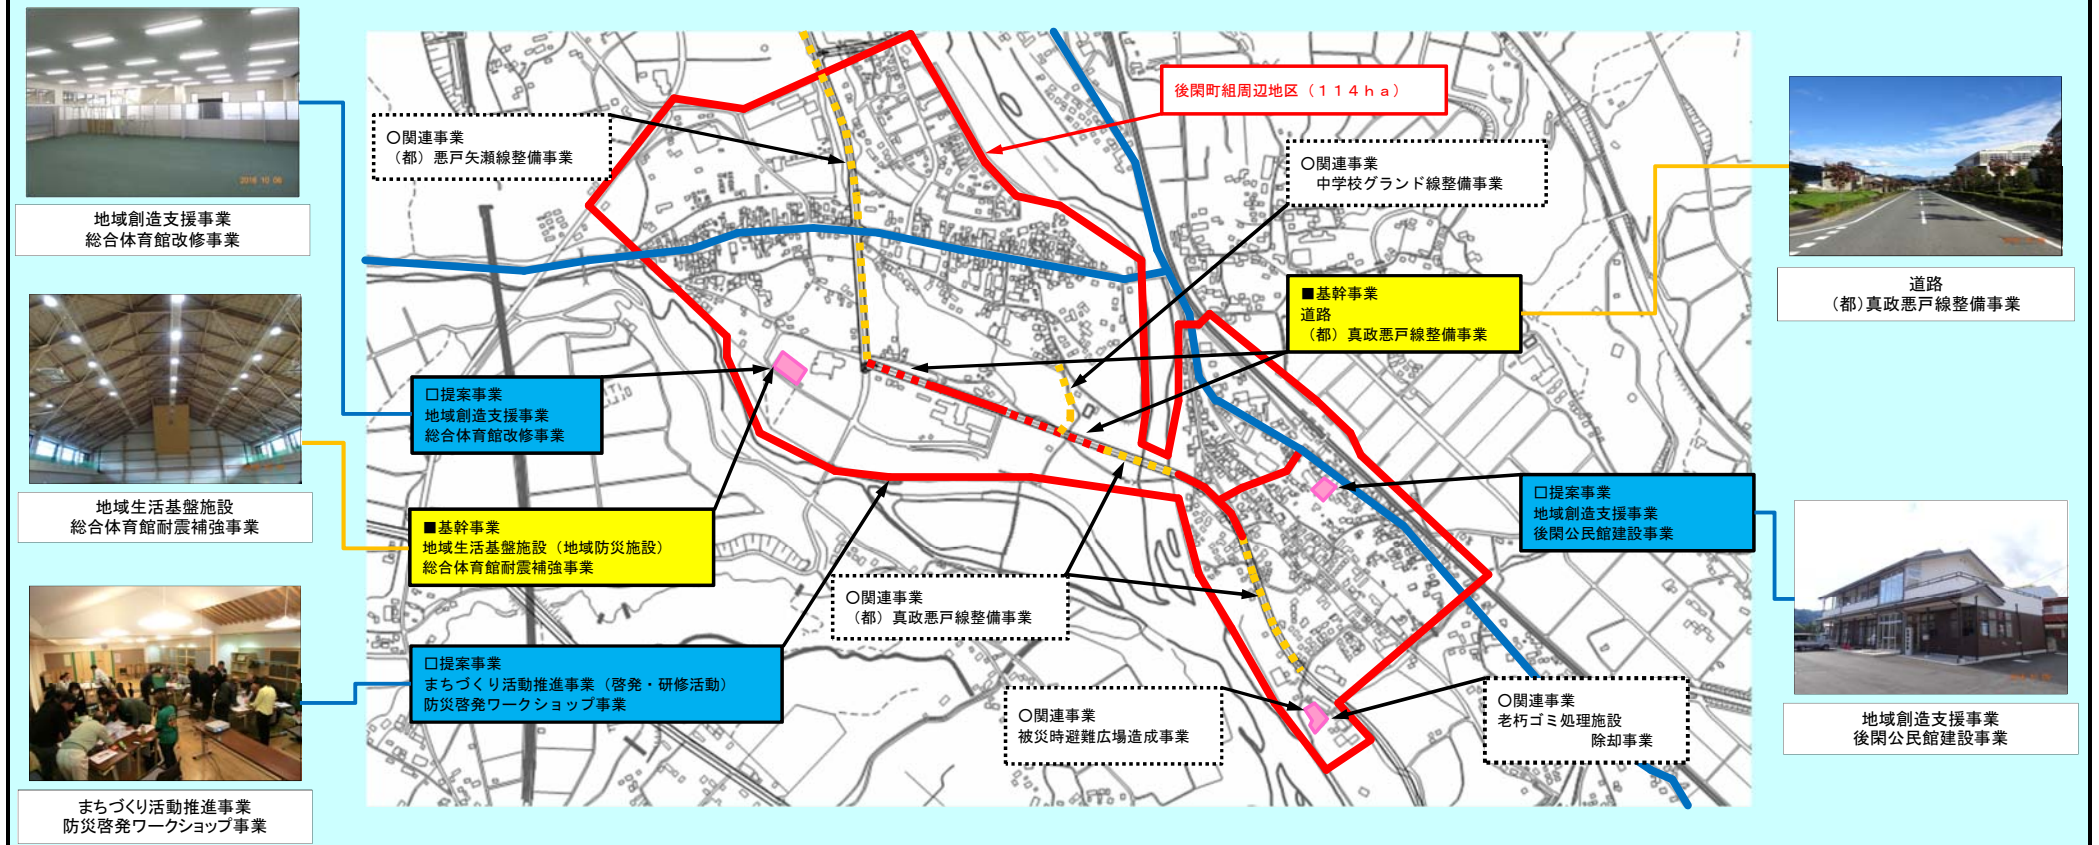 地域創造支援事業
総合体育館改修事業
地域生活基盤施設
総合体育館耐震補強事業
まちづくり活動推進事業
防災啓発ワークショップ事業
〇関連事業
（都）悪戸矢瀬線整備事業
後閑町組周辺地区（１１４ｈａ）
〇関連事業
中学校グランド線整備事業
■基幹事業
道路
（都）真政悪戸線整備事業
□提案事業
地域創造支援事業
総合体育館改修事業
■基幹事業
地域生活基盤施設（地域防災施設）
総合体育館耐震補強事業
□提案事業
まちづくり活動推進事業（啓発・研修活動）
防災啓発ワークショップ事業
〇関連事業
（都）真政悪戸線整備事業
〇関連事業
被災時避難広場造成事業
〇関連事業
老朽ゴミ処理施設
除却事業
□提案事業
地域創造支援事業
後閑公民館建設事業
道路
（都）真政悪戸線整備事業
地域創造支援事業
後閑公民館建設事業
2016 10 06